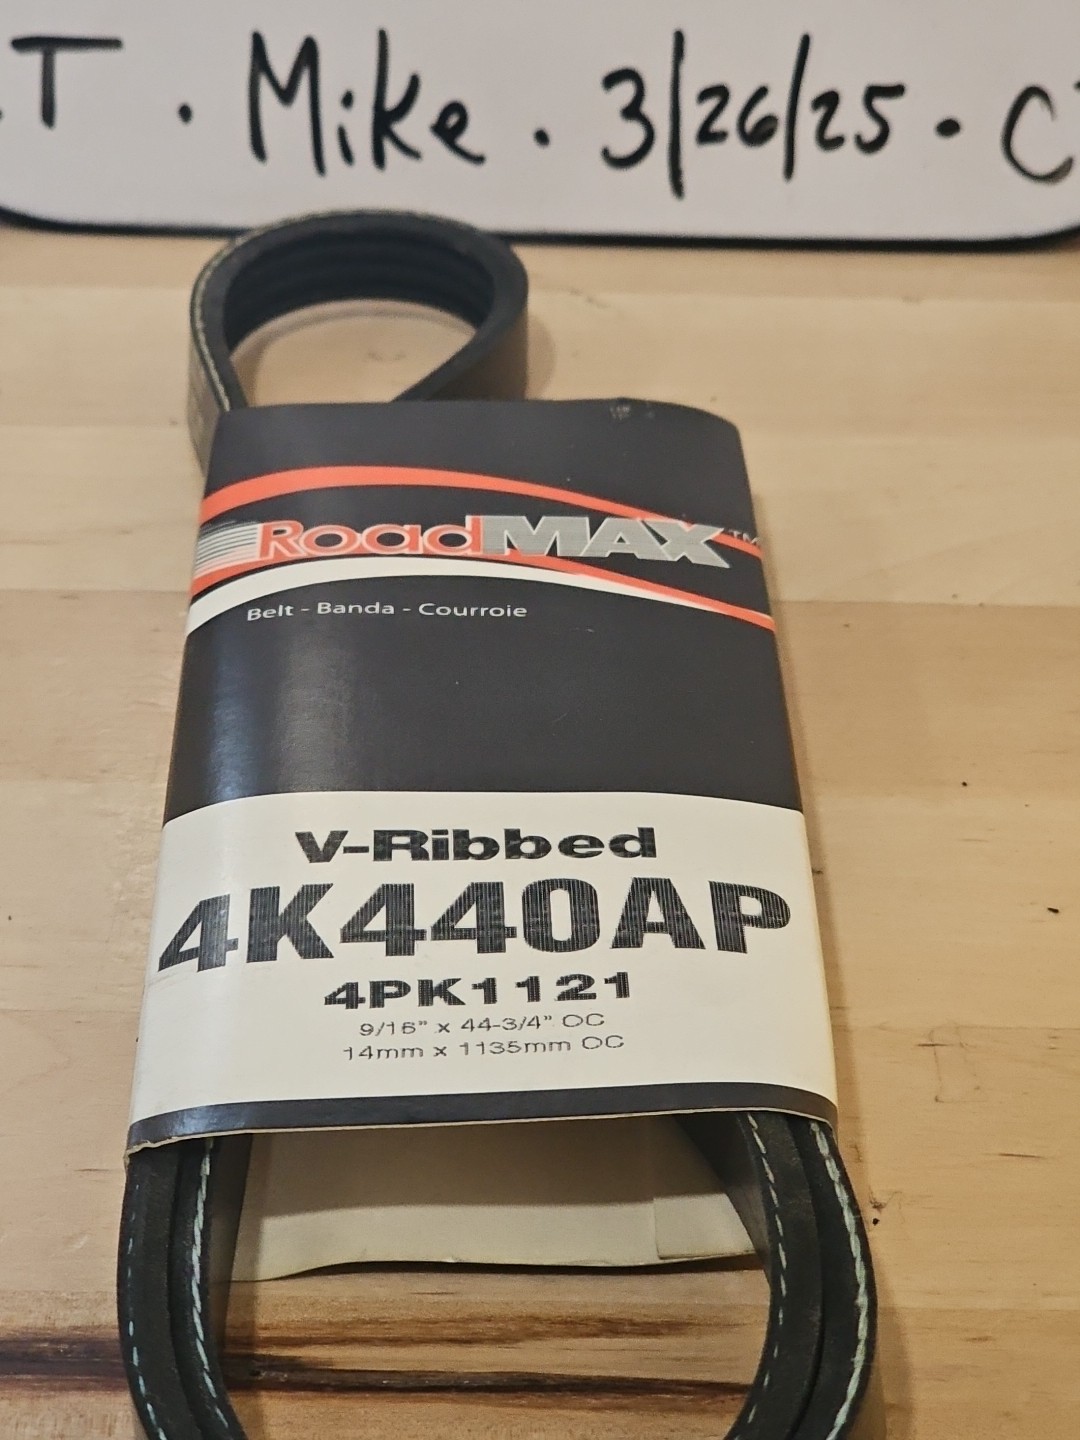 T . Mike . 3/26/25 . C
RoadMAX™
Belt - Banda - Courroie
V-Ribbed
4K440AP
4PK1121
9/16" x 44-3/4" OC
14mm x 1135mm OC